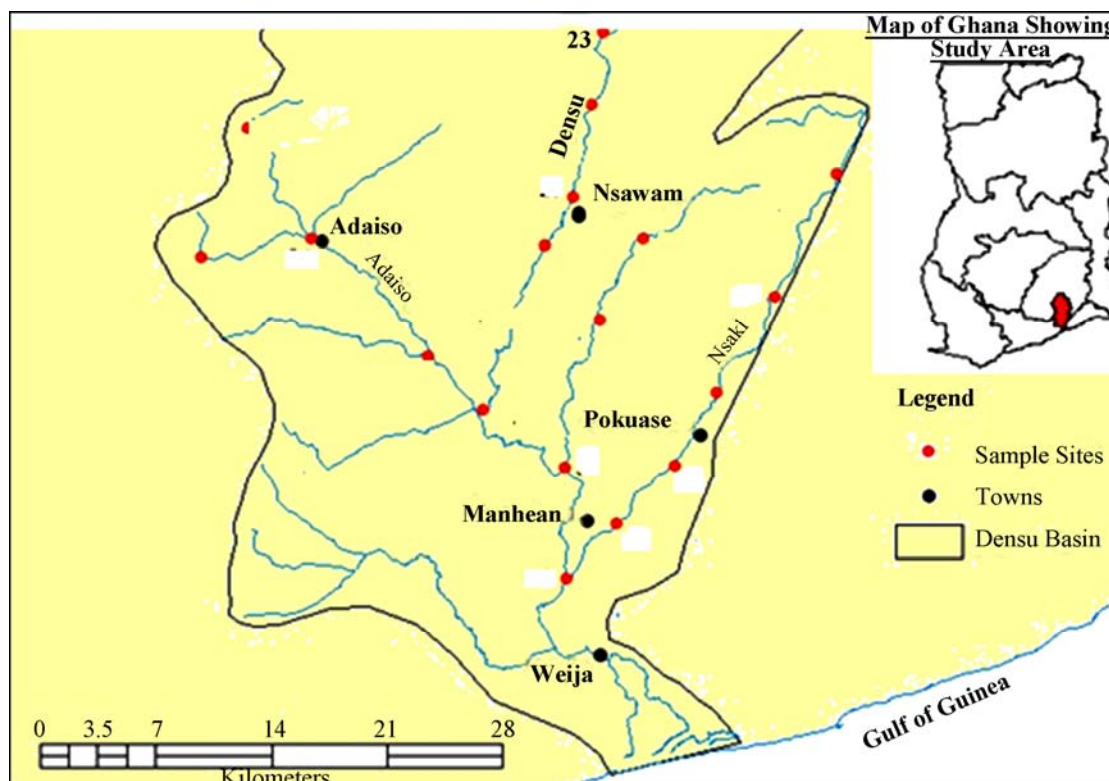 Map of Ghana Showing
Study Area
23
Densu
Nsawam
Adaiso
Adaiso
Nsaki
Pokuase
Manhean
Weija
Gulf of Guinea
Legend
Sample Sites
Towns
Densu Basin
0 3.5 7 14 21 28
Kilometers